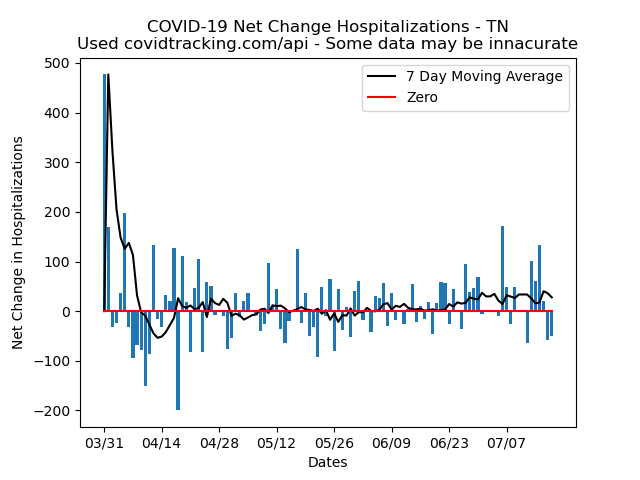 COVID-19 Net Change Hospitalizations - TN
Used covidtracking.com/api - Some data may be innacurate
7 Day Moving Average
Zero
Net Change in Hospitalizations
500
400
300
200
100
0
−100
−200
03/31 04/14 04/28 05/12 05/26 06/09 06/23 07/07
Dates